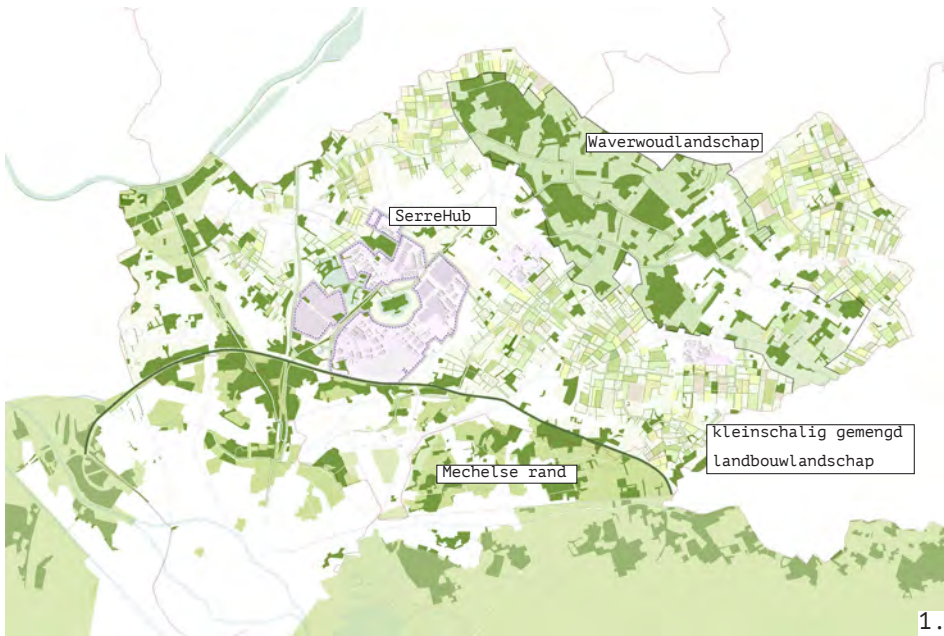 Waverwoudlandschap
SerreHub
kleinschalig gemengd
landbouwlandschap
Mechelse rand
1.